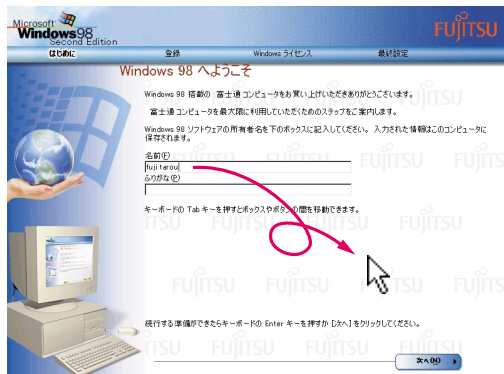 Microsoft
Windows98
Second Edition
FUJITSU
はじめに 登録 Windows ライセンス 最終設定
Windows 98 へようこそ
Windows 98 搭載の 富士通コンピュータをお買い上げいただきありがとうございます。
富士通コンピュータを最大限に利用していただくためのステップをご案内します。
Windows 98 ソフトウェアの所有者名を下のボックスに記入してください。 入力された情報はこのコンピュータに
保存されます。
名前(F)
fuji tarou
ふりがな(P)
キーボードの Tab キーを押すとボックスやボタンの間を移動できます。
続行する準備ができたらキーボードの Enter キーを押すか [次へ] をクリックしてください。
次へ(N)